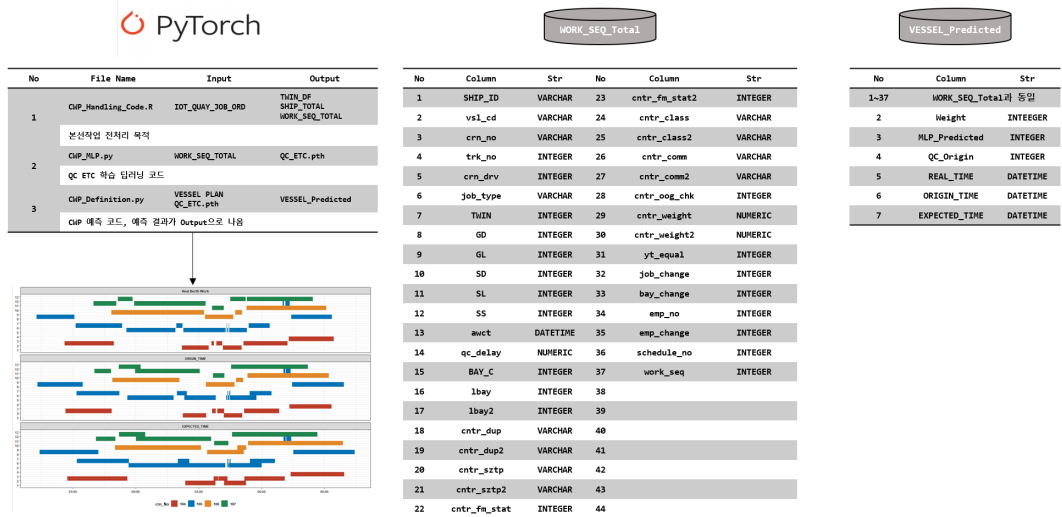 PyTorch
No File Name Input Output
1 CWP_Handling_Code.R IOT_QUAY_JOB_ORD TWIN_DF
SHIP_TOTAL
WORK_SEQ_TOTAL
본선작업 전처리 목적
2 CWP_MLP.py WORK_SEQ_TOTAL QC_ETC.pth
QC ETC 학습 딥러닝 코드
3 CWP_Definition.py VESSEL PLAN
QC_ETC.pth VESSEL_Predicted
CWP 예측 코드, 예측 결과가 Output으로 나옴
Real Berth Work
ORIGIN_TIME
EXPECTED_TIME
104 105 106 107
WORK_SEQ_Total
No Column Str No Column Str
1 SHIP_ID VARCHAR 23 cntr_fm_stat2 INTEGER
2 vsl_cd VARCHAR 24 cntr_class VARCHAR
3 crn_no VARCHAR 25 cntr_class2 VARCHAR
4 trk_no INTEGER 26 cntr_comm VARCHAR
5 crn_drv INTEGER 27 cntr_comm2 VARCHAR
6 job_type VARCHAR 28 cntr_oog_chk INTEGER
7 TWIN INTEGER 29 cntr_weight NUMERIC
8 GD INTEGER 30 cntr_weight2 NUMERIC
9 GL INTEGER 31 yt_equal INTEGER
10 SD INTEGER 32 job_change INTEGER
11 SL INTEGER 33 bay_change INTEGER
12 SS INTEGER 34 emp_no INTEGER
13 awct DATETIME 35 emp_change INTEGER
14 qc_delay NUMERIC 36 schedule_no INTEGER
15 BAY_C INTEGER 37 work_seq INTEGER
16 lbay INTEGER 38
17 lbay2 INTEGER 39
18 cntr_dup VARCHAR 40
19 cntr_dup2 VARCHAR 41
20 cntr_sztp VARCHAR 42
21 cntr_sztp2 VARCHAR 43
22 cntr_fm_stat INTEGER 44
VESSEL_Predicted
No Column Str
1~37 WORK_SEQ_Total과 동일
2 Weight INTEEGER
3 MLP_Predicted INTEGER
4 QC_Origin INTEGER
5 REAL_TIME DATETIME
6 ORIGIN_TIME DATETIME
7 EXPECTED_TIME DATETIME